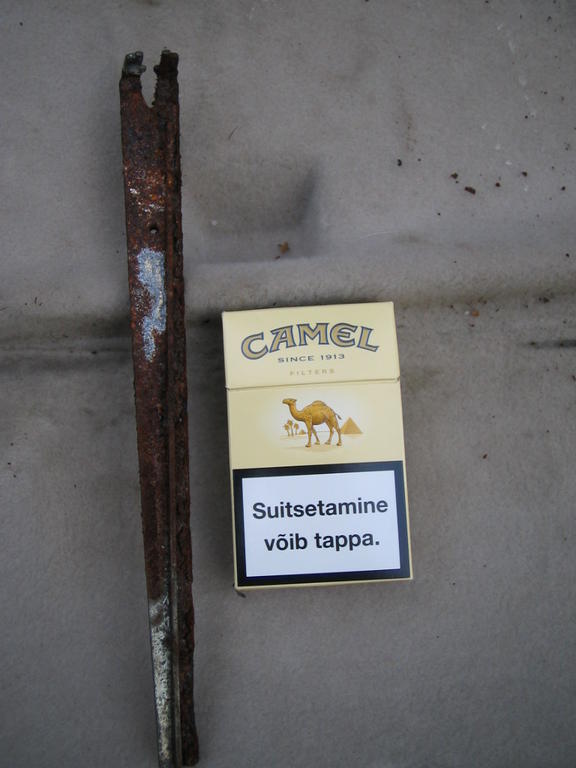 CAMEL
SINCE 1913
FILTERS
Suitsetamine
võib tappa.